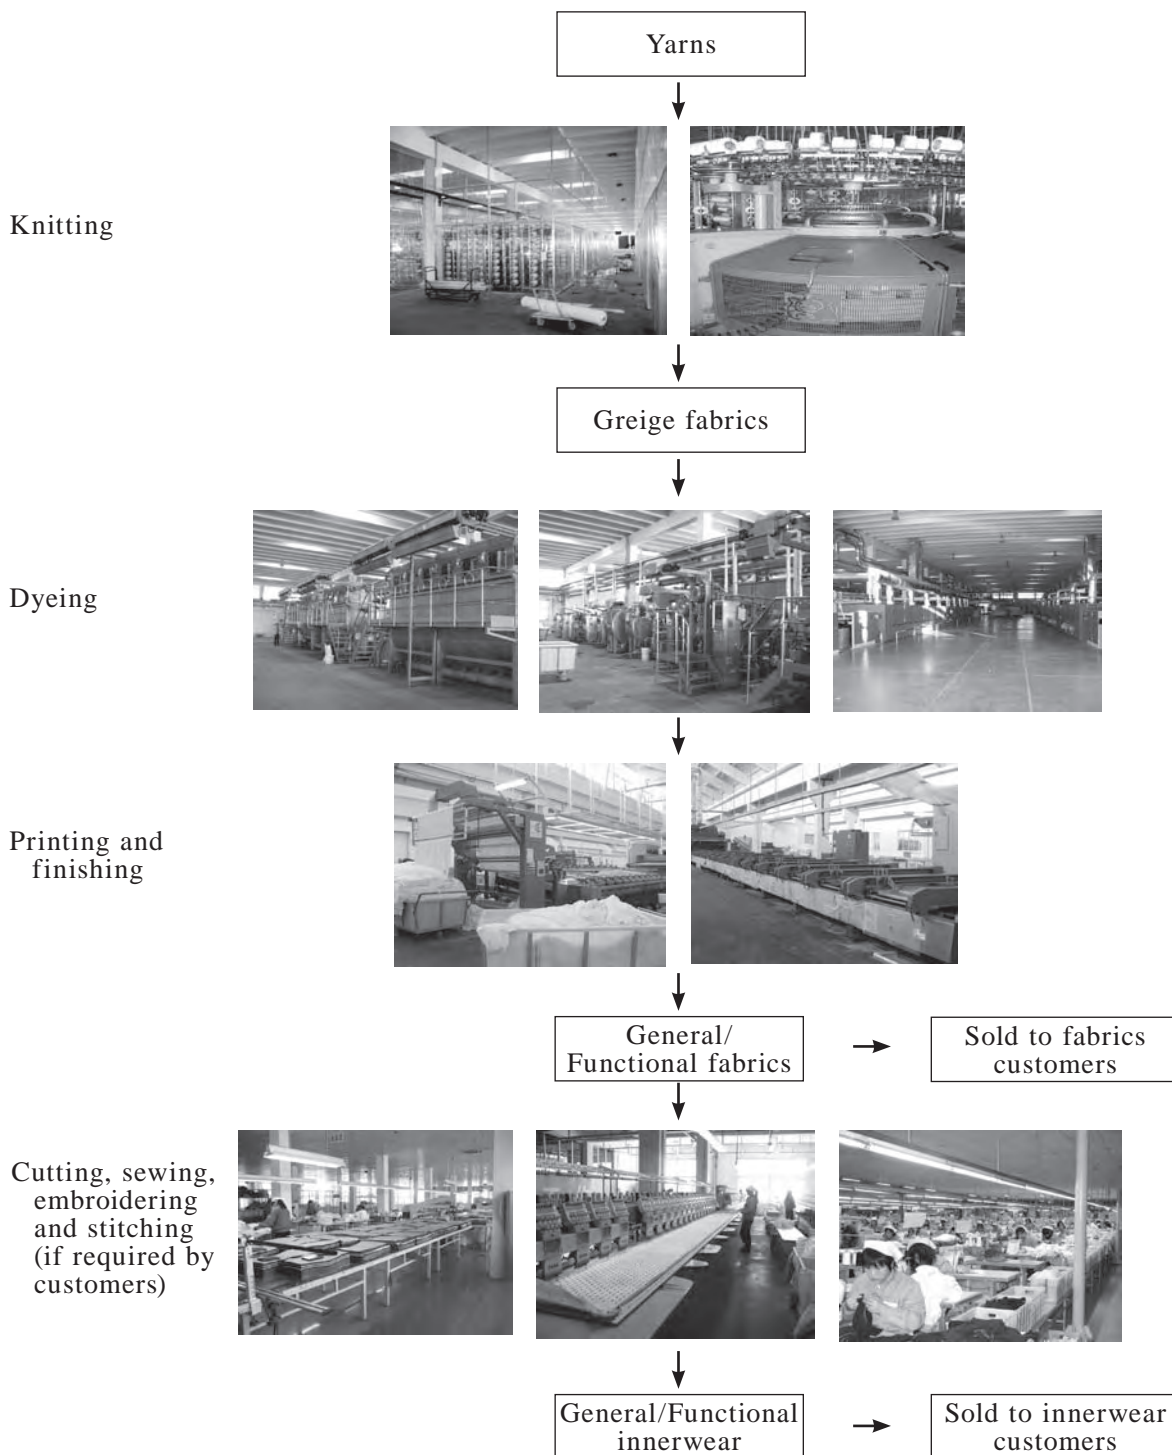 Yarns
Knitting
Greige fabrics
Dyeing
Printing and
finishing
General/
Functional fabrics
Sold to fabrics
customers
Cutting, sewing,
embroidering
and stitching
(if required by
customers)
General/Functional
innerwear
Sold to innerwear
customers